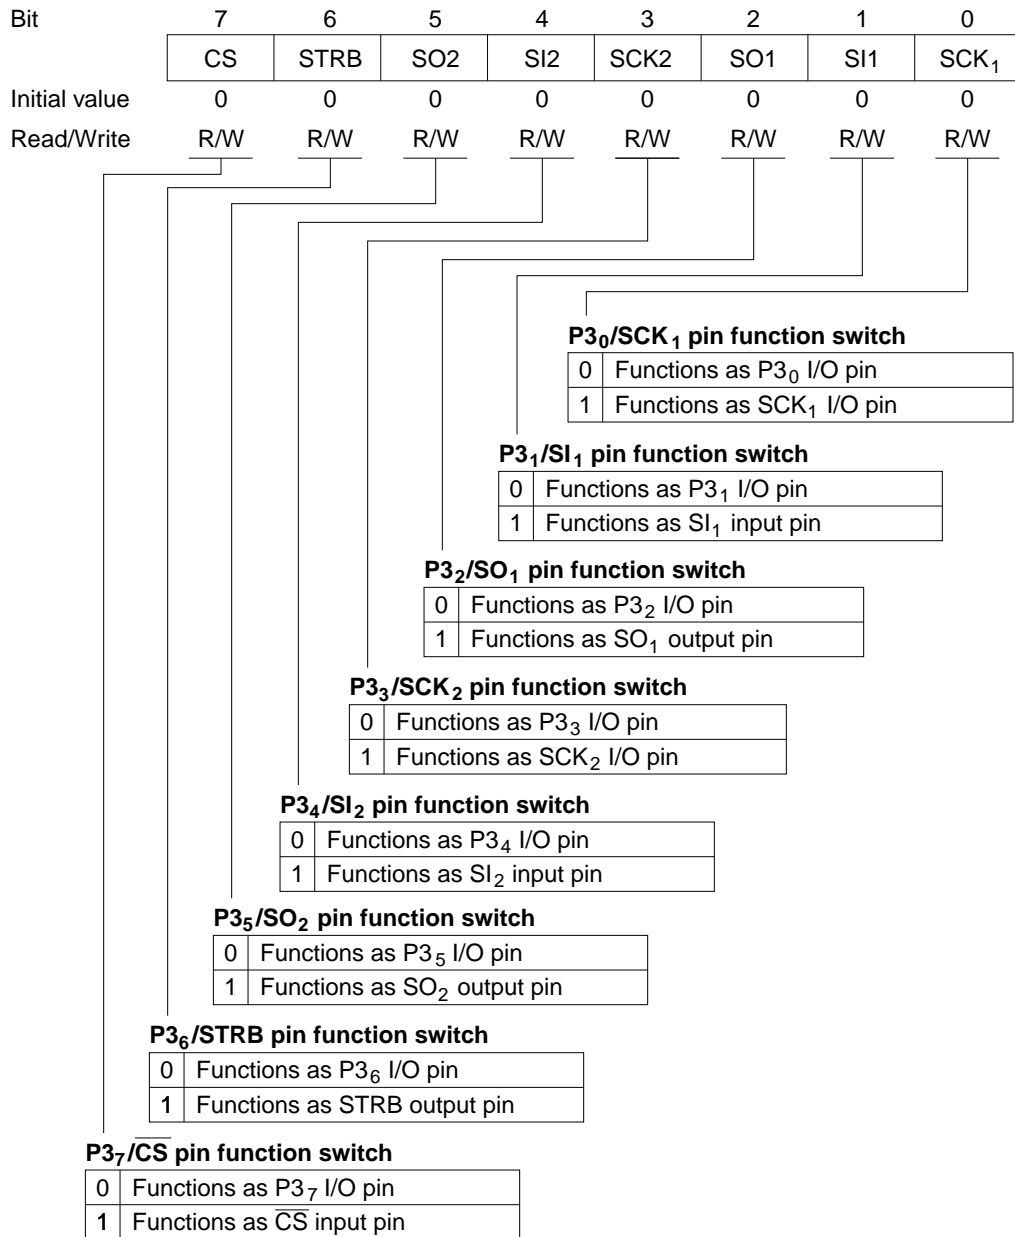 Bit 7 6 5 4 3 2 1 0
CS STRB SO2 SI2 SCK2 SO1 SI1 SCK₁
Initial value 0 0 0 0 0 0 0 0
Read/Write R/W R/W R/W R/W R/W R/W R/W R/W
P3₀/SCK₁ pin function switch
0 Functions as P3₀ I/O pin
1 Functions as SCK₁ I/O pin
P3₁/SI₁ pin function switch
0 Functions as P3₁ I/O pin
1 Functions as SI₁ input pin
P3₂/SO₁ pin function switch
0 Functions as P3₂ I/O pin
1 Functions as SO₁ output pin
P3₃/SCK₂ pin function switch
0 Functions as P3₃ I/O pin
1 Functions as SCK₂ I/O pin
P3₄/SI₂ pin function switch
0 Functions as P3₄ I/O pin
1 Functions as SI₂ input pin
P3₅/SO₂ pin function switch
0 Functions as P3₅ I/O pin
1 Functions as SO₂ output pin
P3₆/STRB pin function switch
0 Functions as P3₆ I/O pin
1 Functions as STRB output pin
P3₇/C̅S̅ pin function switch
0 Functions as P3₇ I/O pin
1 Functions as C̅S̅ input pin